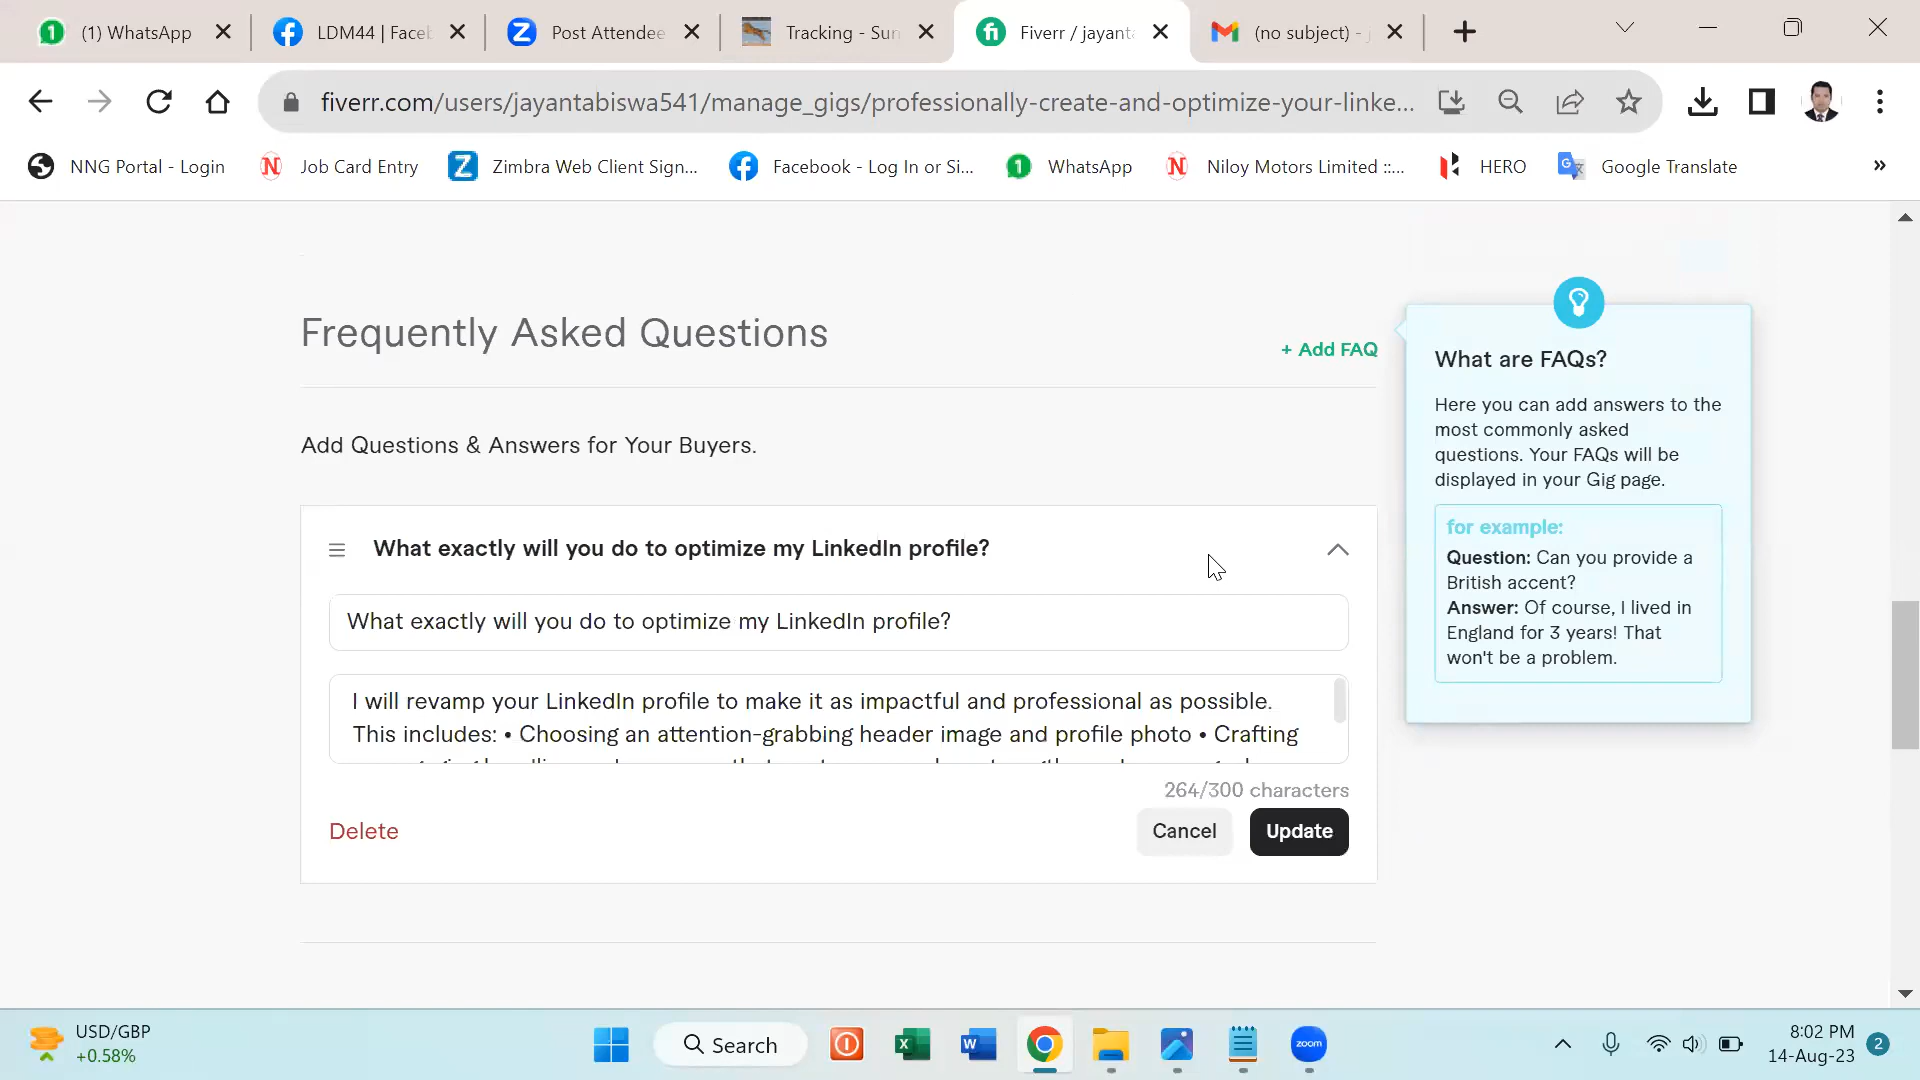 (1) WhatsApp
LDM44 | Faceb
Post Attendee
Tracking - Sun
Fiverr / jayanta
(no subject) - j
fiverr.com/users/jayantabiswa541/manage_gigs/professionally-create-and-optimize-your-linke...
NNG Portal - Login
Job Card Entry
Zimbra Web Client Sign...
Facebook - Log In or Si...
WhatsApp
Niloy Motors Limited ::...
HERO
Google Translate
»
Frequently Asked Questions
+ Add FAQ
Add Questions & Answers for Your Buyers.
What exactly will you do to optimize my LinkedIn profile?
What exactly will you do to optimize my LinkedIn profile?
I will revamp your LinkedIn profile to make it as impactful and professional as possible.
This includes: • Choosing an attention-grabbing header image and profile photo • Crafting
264/300 characters
Delete
Cancel
Update
What are FAQs?
Here you can add answers to the
most commonly asked
questions. Your FAQs will be
displayed in your Gig page.
for example:
Question: Can you provide a
British accent?
Answer: Of course, I lived in
England for 3 years! That
won't be a problem.
USD/GBP
+0.58%
Search
zoom
8:02 PM
14-Aug-23
2